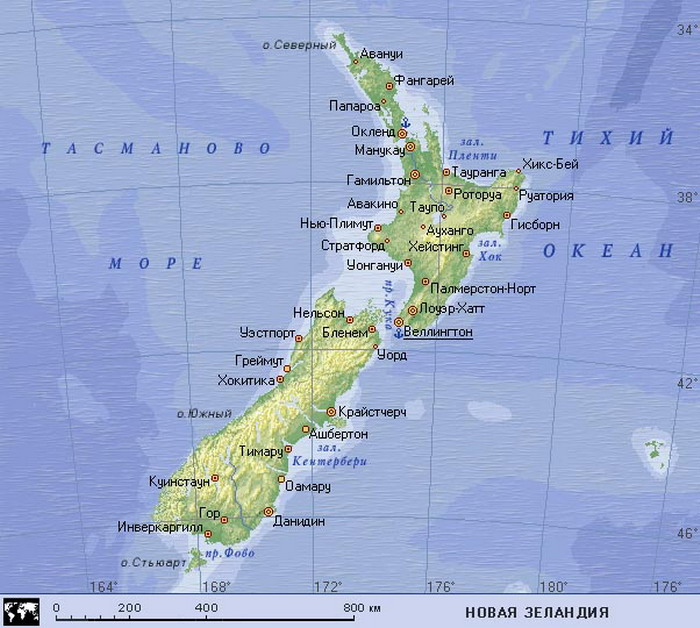 34°
о.Северный
Авануи
Фангарей
Папароа
Окленд
Манукау
зал.
Пленти
ТИХИЙ
ТАСМАНОВО
Хикс-Бей
Гамильтон
Тауранга
Роторуа
Руатория
38°
Авакино
Таупо
Нью-Плимут
Ауханго
Гисборн
Стратфорд
Хейстинг
зал.
Хок
ОКЕАН
МОРЕ
Уонгануи
Палмерстон-Норт
пр.Кука
Нельсон
Лоуэр-Хатт
Уэстпорт
Бленем
Веллингтон
Уорд
Греймут
Хокитика
42°
о.Южный
Крайстчерч
Ашбертон
Тимару
зал.
Кентербери
Куинстаун
Оамару
Гор
Данидин
Инверкаргилл
46°
пр.Фово
о.Стьюарт
164°
168°
172°
176°
180°
176°
0 200 400 800 км
НОВАЯ ЗЕЛАНДИЯ